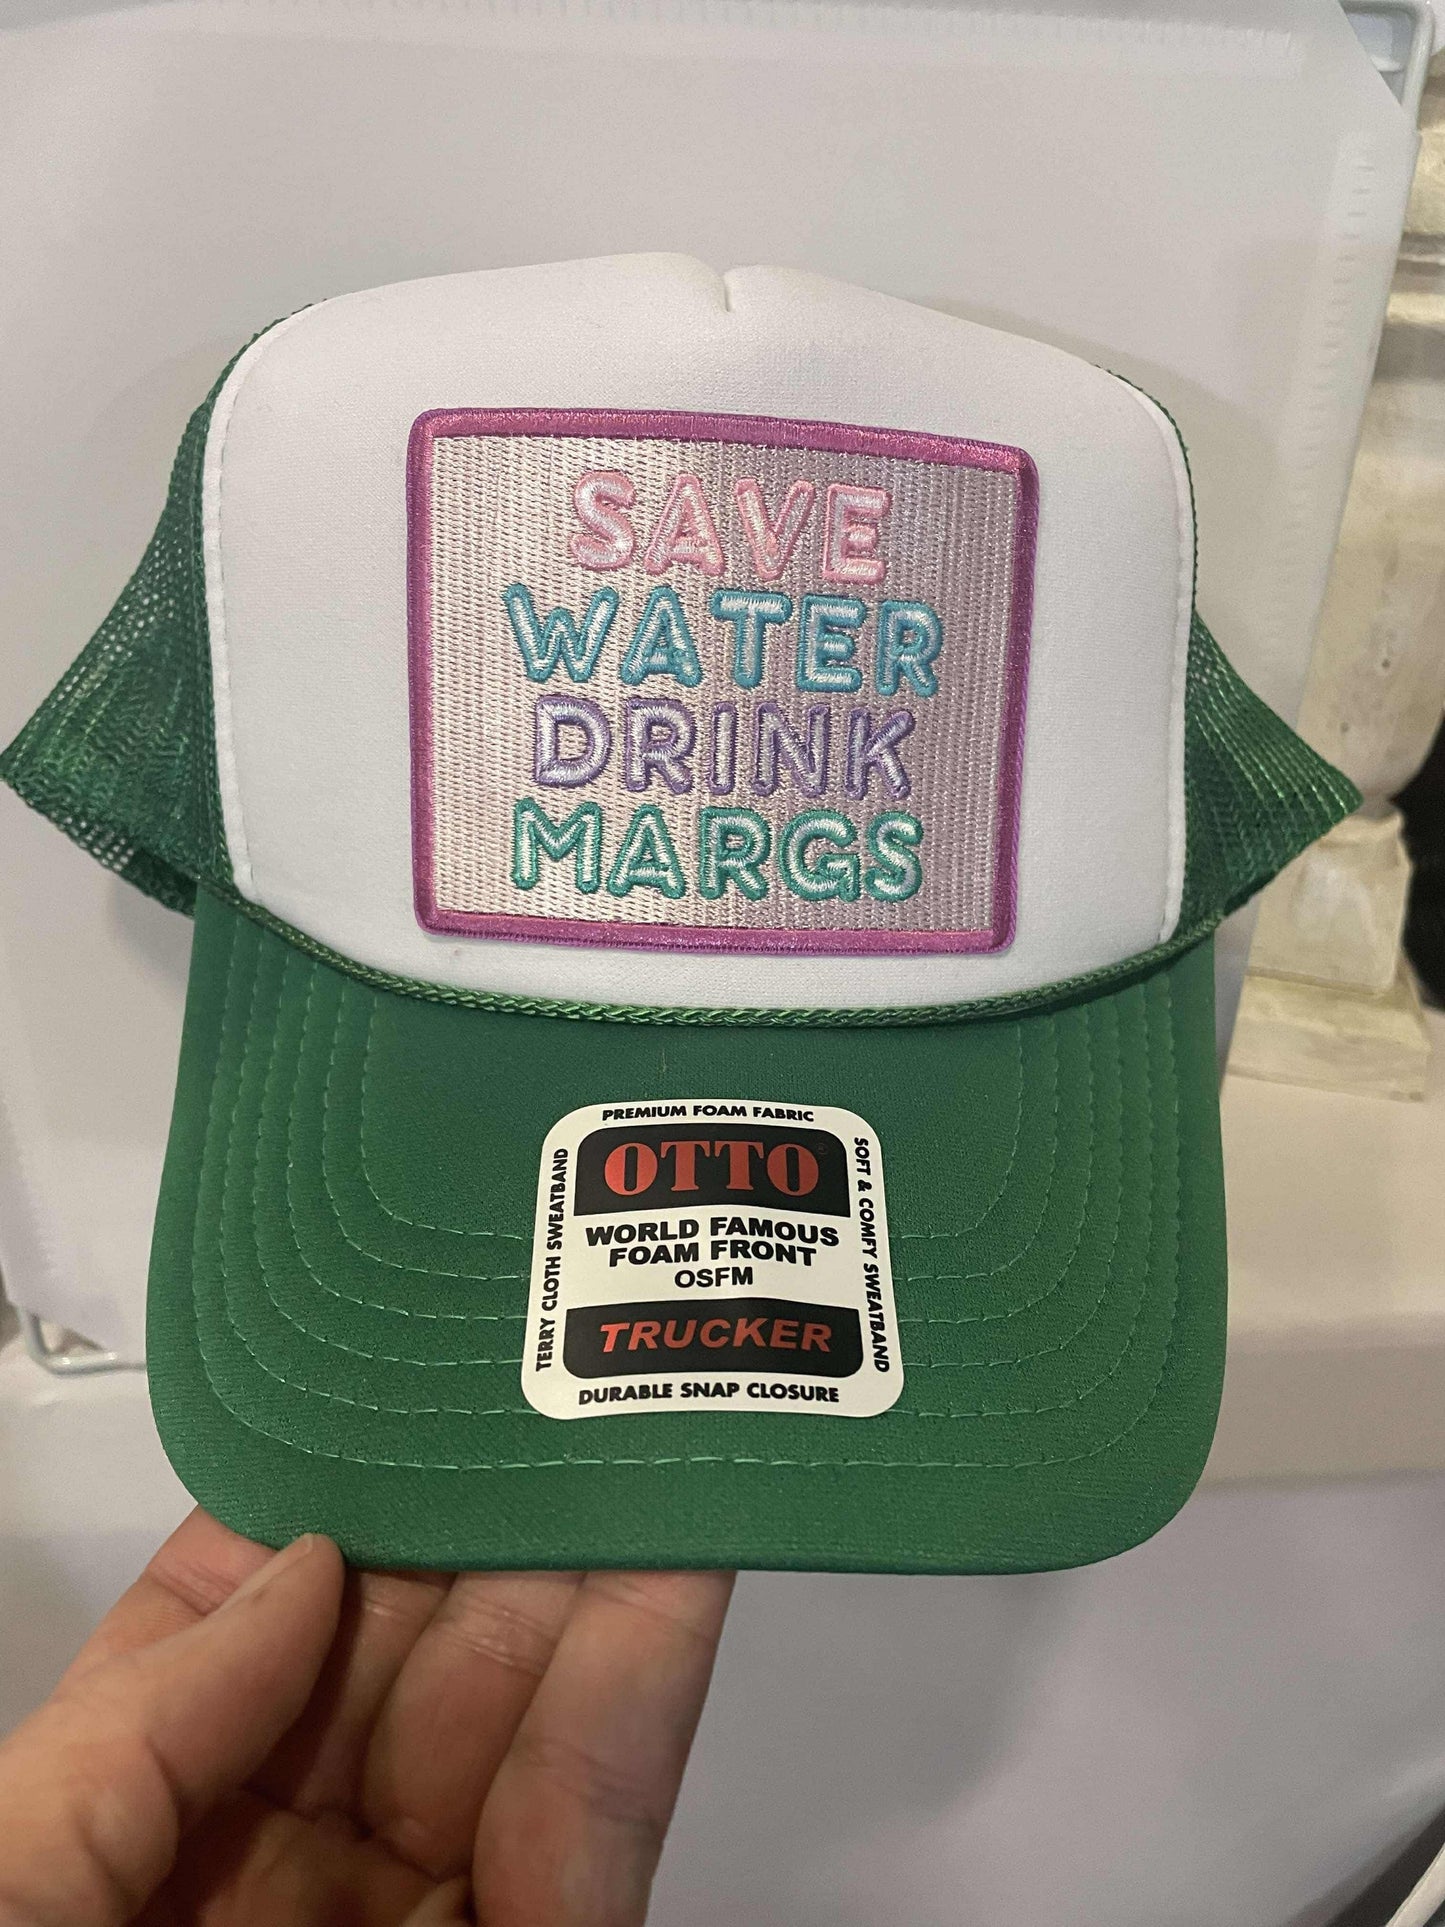 SAVE
WATER
DRINK
MARGS
PREMIUM FOAM FABRIC
OTTO®
WORLD FAMOUS
FOAM FRONT
OSFM
TRUCKER
DURABLE SNAP CLOSURE
TERRY CLOTH SWEATBAND
SOFT & COMFY SWEATBAND